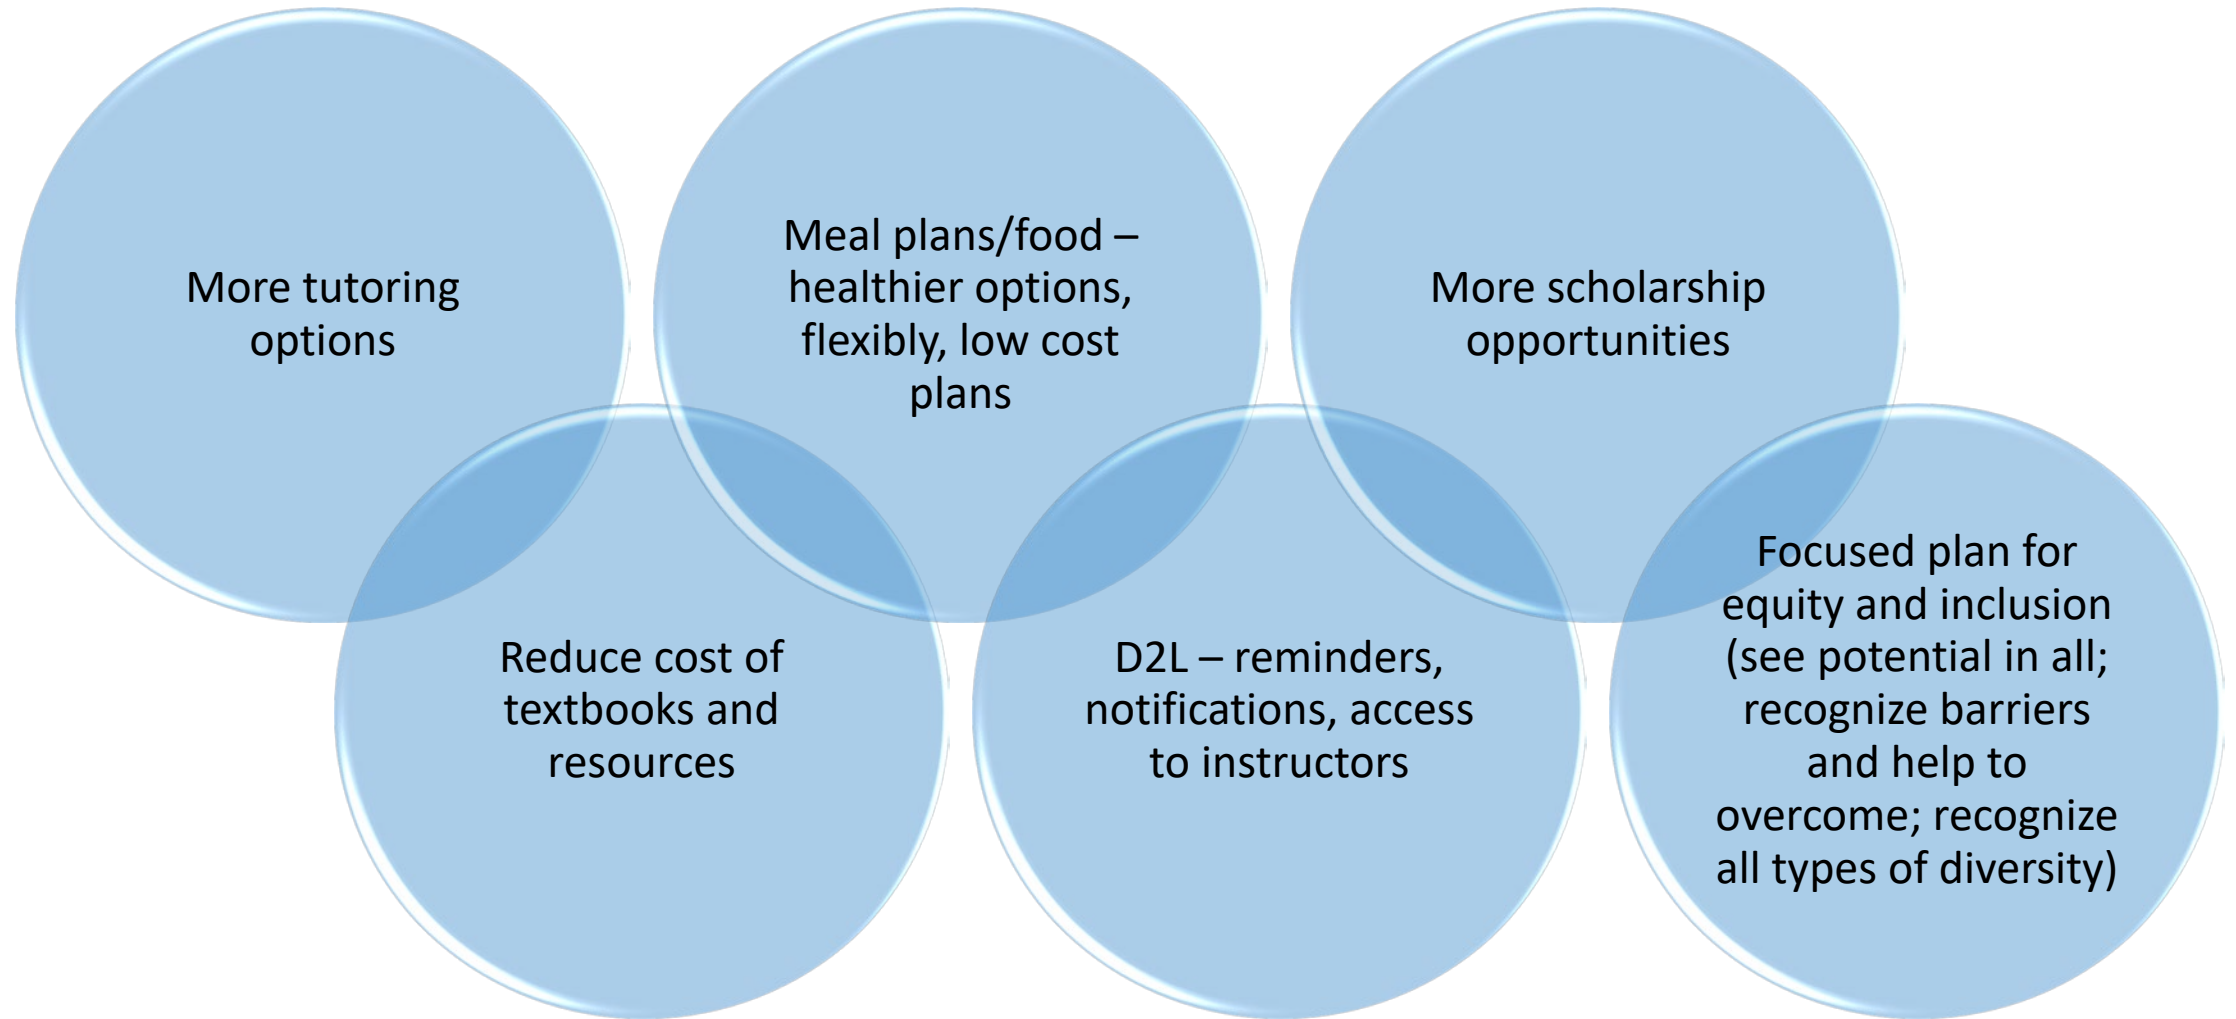 More tutoring
options
Meal plans/food –
healthier options,
flexibly, low cost
plans
More scholarship
opportunities
Reduce cost of
textbooks and
resources
D2L – reminders,
notifications, access
to instructors
Focused plan for
equity and inclusion
(see potential in all;
recognize barriers
and help to
overcome; recognize
all types of diversity)